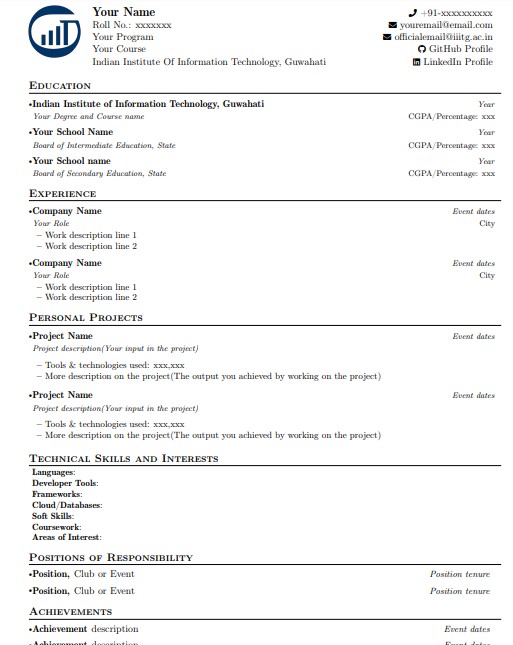 Your Name
Roll No.: xxxxxxx
Your Program
Your Course
Indian Institute Of Information Technology, Guwahati
+91-xxxxxxxxxx
youremail@email.com
officialemail@iiitg.ac.in
GitHub Profile
LinkedIn Profile
EDUCATION
•Indian Institute of Information Technology, Guwahati Year
Your Degree and Course name CGPA/Percentage: xxx
•Your School Name Year
Board of Intermediate Education, State CGPA/Percentage: xxx
•Your School name Year
Board of Secondary Education, State CGPA/Percentage: xxx
EXPERIENCE
•Company Name Event dates
Your Role City
– Work description line 1
– Work description line 2
•Company Name Event dates
Your Role City
– Work description line 1
– Work description line 2
PERSONAL PROJECTS
•Project Name Event dates
Project description(Your input in the project)
– Tools & technologies used: xxx,xxx
– More description on the project(The output you achieved by working on the project)
•Project Name Event dates
Project description(Your input in the project)
– Tools & technologies used: xxx,xxx
– More description on the project(The output you achieved by working on the project)
TECHNICAL SKILLS AND INTERESTS
Languages:
Developer Tools:
Frameworks:
Cloud/Databases:
Soft Skills:
Coursework:
Areas of Interest:
POSITIONS OF RESPONSIBILITY
•Position, Club or Event Position tenure
•Position, Club or Event Position tenure
ACHIEVEMENTS
•Achievement description Event dates
•Achievement description Event dates